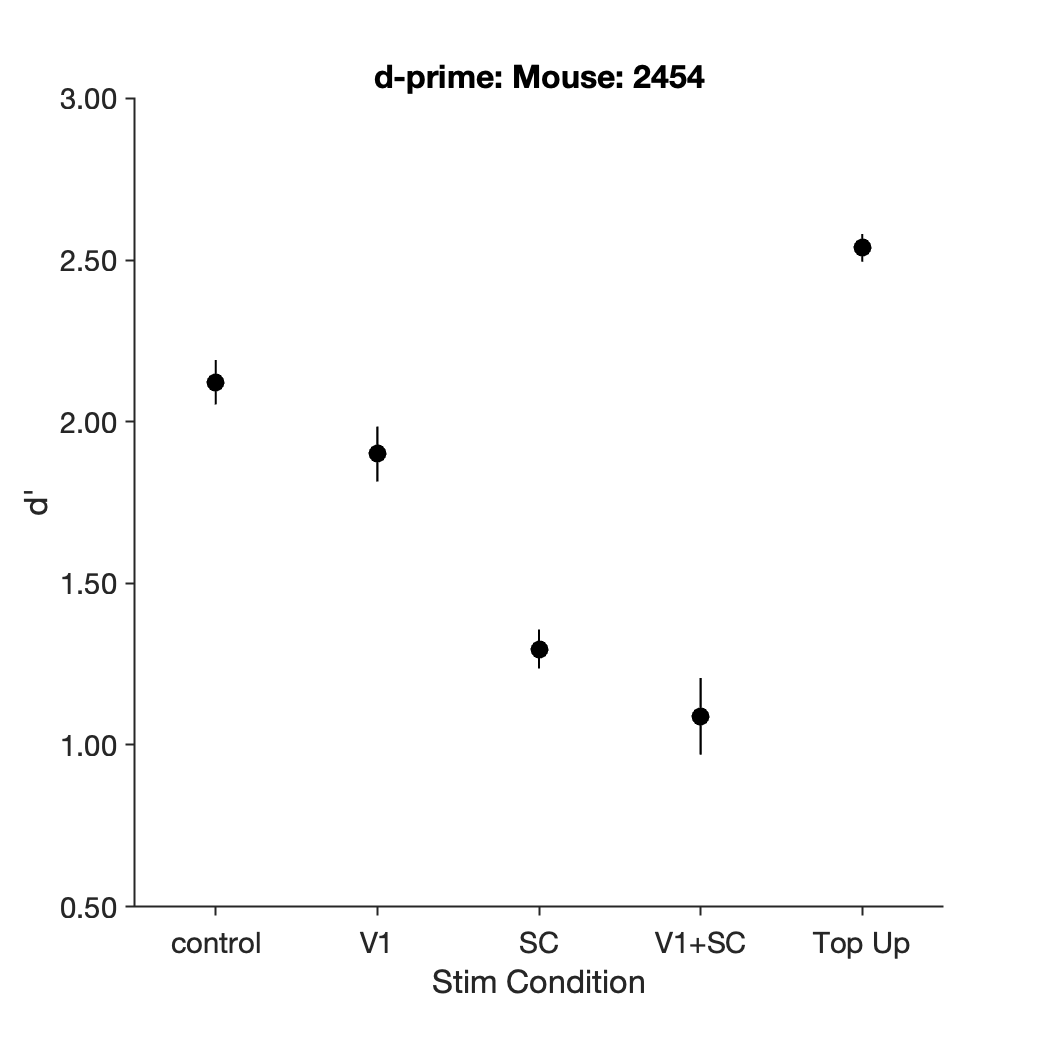 d-prime: Mouse: 2454
3.00
2.50
2.00
1.50
1.00
0.50
d'
control V1 SC V1+SC Top Up
Stim Condition